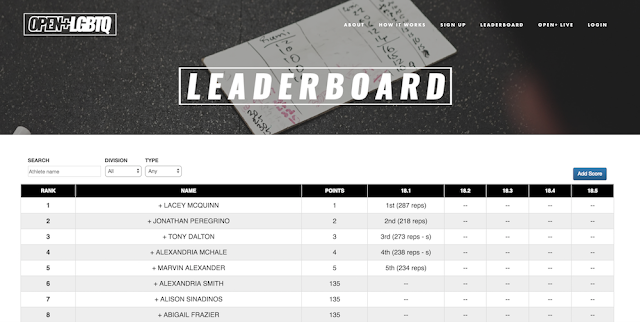 OPEN+LGBTQ
ABOUT HOW IT WORKS SIGN UP LEADERBOARD OPEN+ LIVE LOGIN
LEADERBOARD
SEARCH DIVISION TYPE
Athlete name All Any Add Score
RANK NAME POINTS 18.1 18.2 18.3 18.4 18.5
1 + LACEY MCQUINN 1 1st (287 reps) -- -- -- --
2 + JONATHAN PEREGRINO 2 2nd (218 reps) -- -- -- --
3 + TONY DALTON 3 3rd (273 reps - s) -- -- -- --
4 + ALEXANDRIA MCHALE 4 4th (238 reps - s) -- -- -- --
5 + MARVIN ALEXANDER 5 5th (234 reps) -- -- -- --
6 + ALEXANDRIA SMITH 135 -- -- -- -- --
7 + ALISON SINADINOS 135 -- -- -- -- --
8 + ABIGAIL FRAZIER 135 -- -- -- -- --